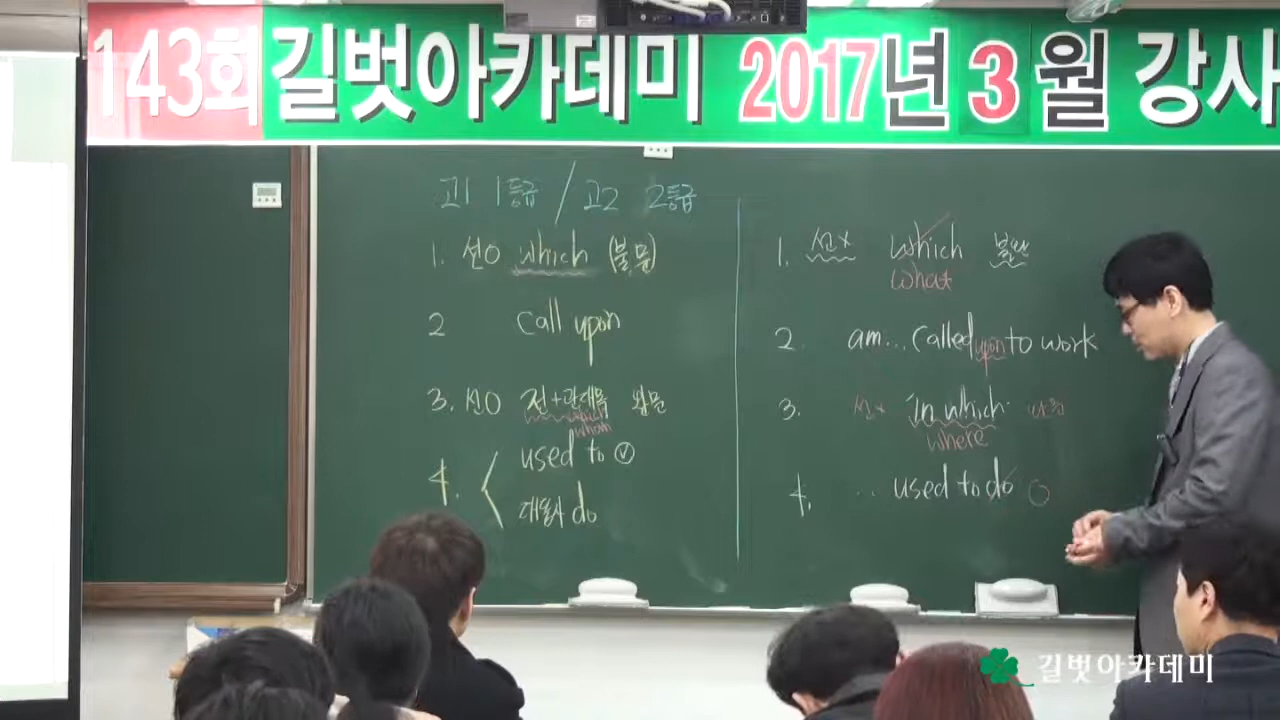 143회 길벗아카데미 2017년 3월 강사
고1 1등급 / 고2 2등급
1. 선O which (불.문)
2 call upon
3. 선O 전+관대명
which
whom
4. used to ✓
대동사 do
1. 선x which 불완
what
2. am... called upon to work
3. 선x in which
where
4. .. used to do O
길벗아카데미